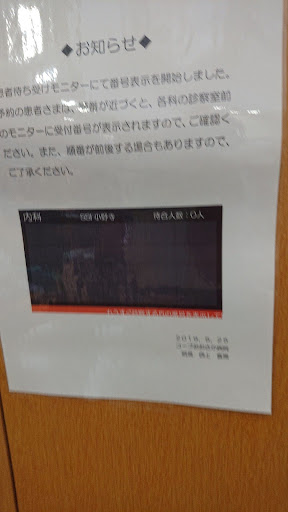 ◆お知らせ◆
患者待ち受けモニターにて番号表示を開始しました。
予約の患者さまは、順番が近づくと、各科の診察室前
のモニターに受付番号が表示されますので、ご確認く
ださい。また、順番が前後する場合もありますので、
ご了承ください。
内科
待合人数:0人